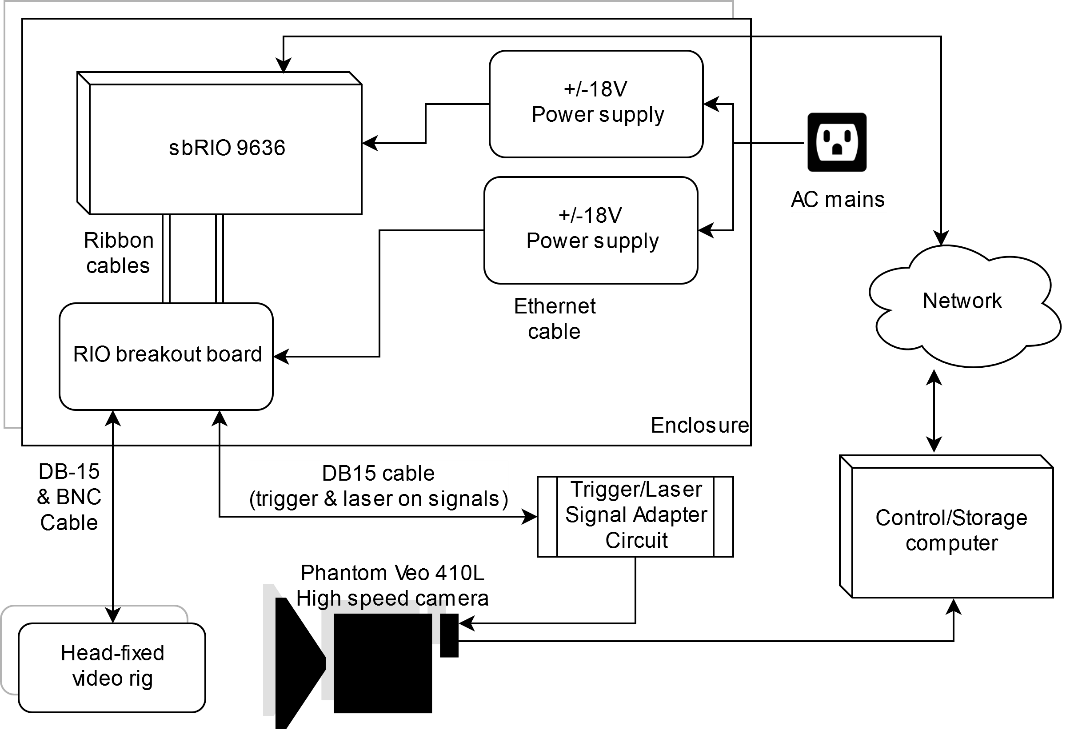 +/-18V
Power supply
sbRIO 9636
AC mains
+/-18V
Power supply
Ribbon
cables
Ethernet
cable
Network
RIO breakout board
Enclosure
DB-15
& BNC
Cable
DB15 cable
(trigger & laser on signals)
Trigger/Laser
Signal Adapter
Circuit
Control/Storage
computer
Phantom Veo 410L
High speed camera
Head-fixed
video rig